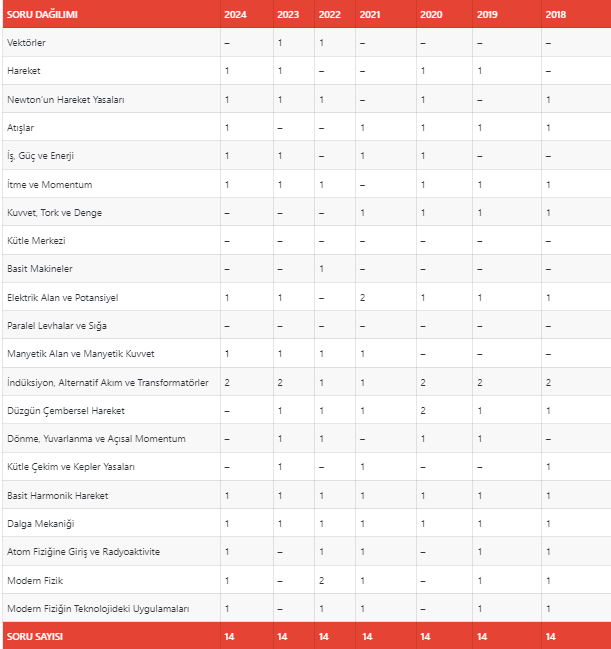 SORU DAĞILIMI 2024 2023 2022 2021 2020 2019 2018
Vektörler – 1 1 – – – –
Hareket 1 1 – – 1 1 –
Newton'un Hareket Yasaları 1 1 1 – 1 – 1
Atışlar 1 – – 1 1 1 1
İş, Güç ve Enerji 1 1 – 1 1 – –
İtme ve Momentum 1 1 1 – 1 1 1
Kuvvet, Tork ve Denge – – – 1 1 1 1
Kütle Merkezi – – – – – – –
Basit Makineler – – 1 – – – –
Elektrik Alan ve Potansiyel 1 1 – 2 1 1 1
Paralel Levhalar ve Sığa – – – – – – –
Manyetik Alan ve Manyetik Kuvvet 1 1 1 1 – – –
İndüksiyon, Alternatif Akım ve Transformatörler 2 2 1 1 2 2 2
Düzgün Çembersel Hareket – 1 1 1 2 1 1
Dönme, Yuvarlanma ve Açısal Momentum – 1 1 – 1 1 –
Kütle Çekim ve Kepler Yasaları – 1 – 1 – – 1
Basit Harmonik Hareket 1 1 1 1 1 1 1
Dalga Mekaniği 1 1 1 1 1 1 1
Atom Fiziğine Giriş ve Radyoaktivite 1 – 1 1 – 1 1
Modern Fizik 1 – 2 1 – 1 1
Modern Fiziğin Teknolojideki Uygulamaları 1 – 1 1 – 1 1
SORU SAYISI 14 14 14 14 14 14 14